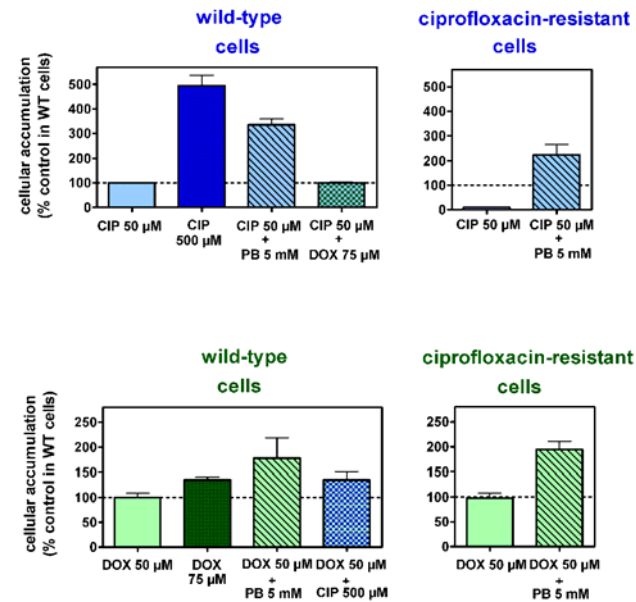 wild-type
cells
ciprofloxacin-resistant
cells
cellular accumulation
(% control in WT cells)
500
400
300
200
100
0
CIP 50 µM
CIP
500 µM
CIP 50 µM
+
PB 5 mM
CIP 50 µM
+
DOX 75 µM
500
400
300
200
100
0
CIP 50 µM
CIP 50 µM
+
PB 5 mM
wild-type
cells
ciprofloxacin-resistant
cells
cellular accumulation
(% control in WT cells)
250
200
150
100
50
0
DOX 50 µM
DOX
75 µM
DOX 50 µM
+
PB 5 mM
DOX 50 µM
+
CIP 500 µM
250
200
150
100
50
0
DOX 50 µM
DOX 50 µM
+
PB 5 mM